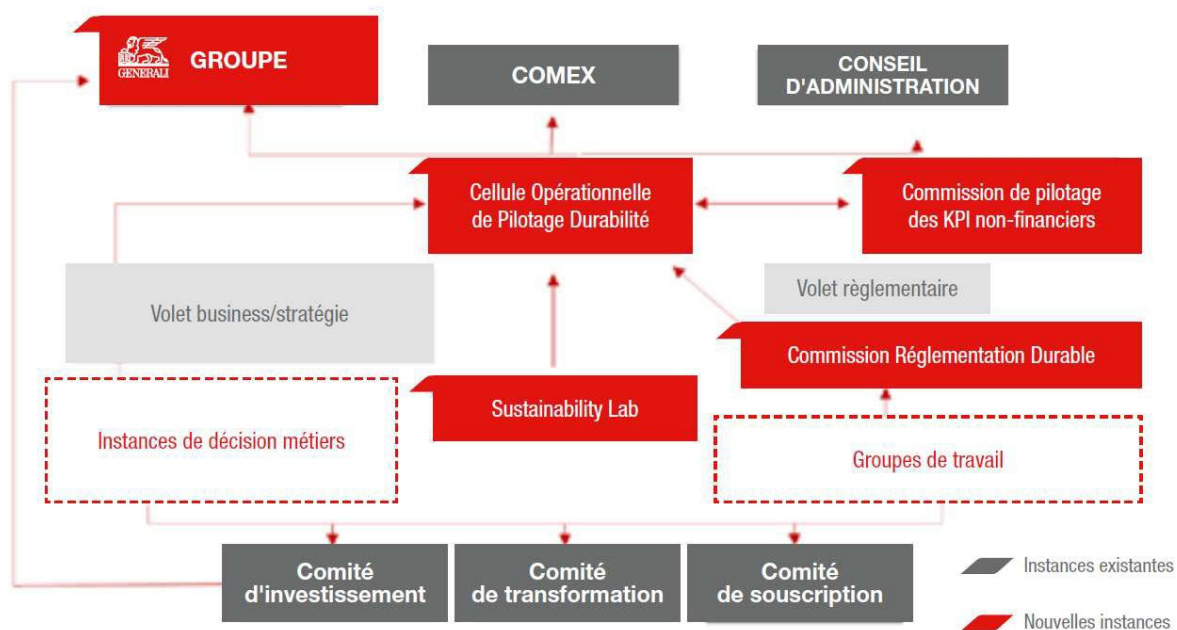 GENERALI
GROUPE
COMEX
CONSEIL
D'ADMINISTRATION
Cellule Opérationnelle
de Pilotage Durabilité
Commission de pilotage
des KPI non-financiers
Volet business/stratégie
Volet règlementaire
Commission Réglementation Durable
Sustainability Lab
Instances de décision métiers
Groupes de travail
Comité
d'investissement
Comité
de transformation
Comité
de souscription
Instances existantes
Nouvelles instances